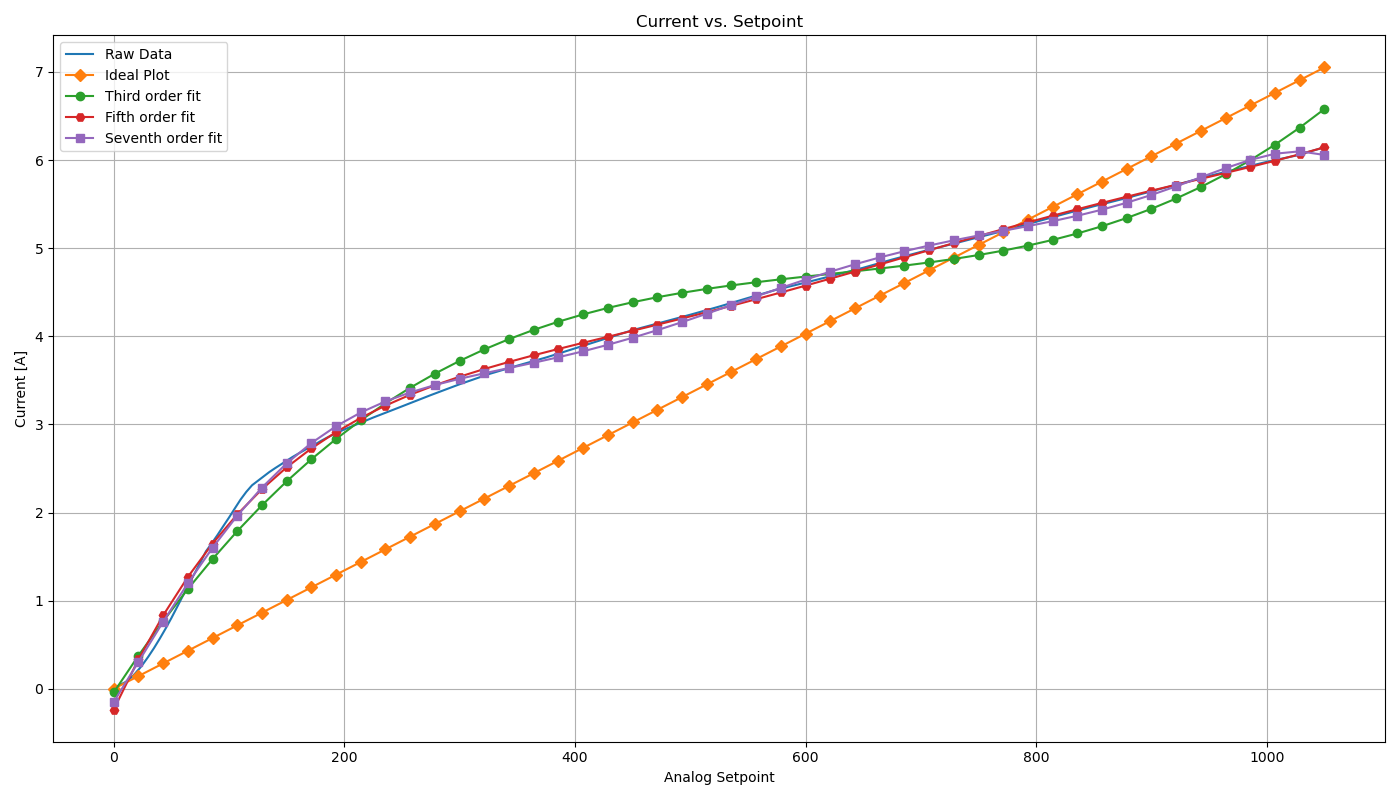 Current vs. Setpoint
Raw Data
Ideal Plot
Third order fit
Fifth order fit
Seventh order fit
7
6
5
4
3
2
1
0
Current [A]
0 200 400 600 800 1000
Analog Setpoint